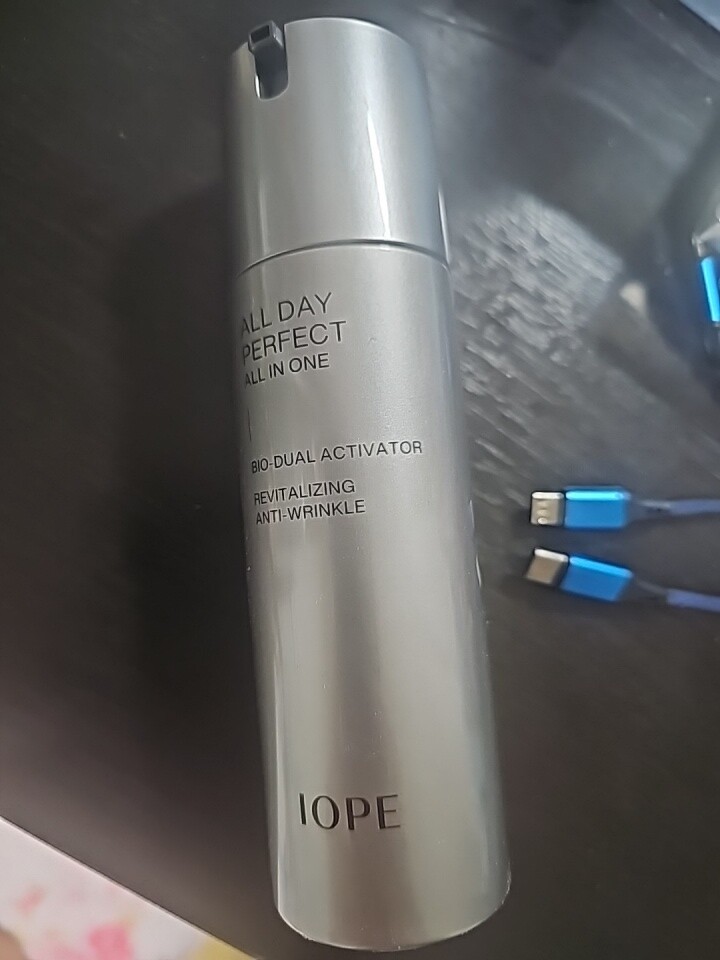 ALL DAY
PERFECT
ALL IN ONE
BIO-DUAL ACTIVATOR
REVITALIZING
ANTI-WRINKLE
IOPE